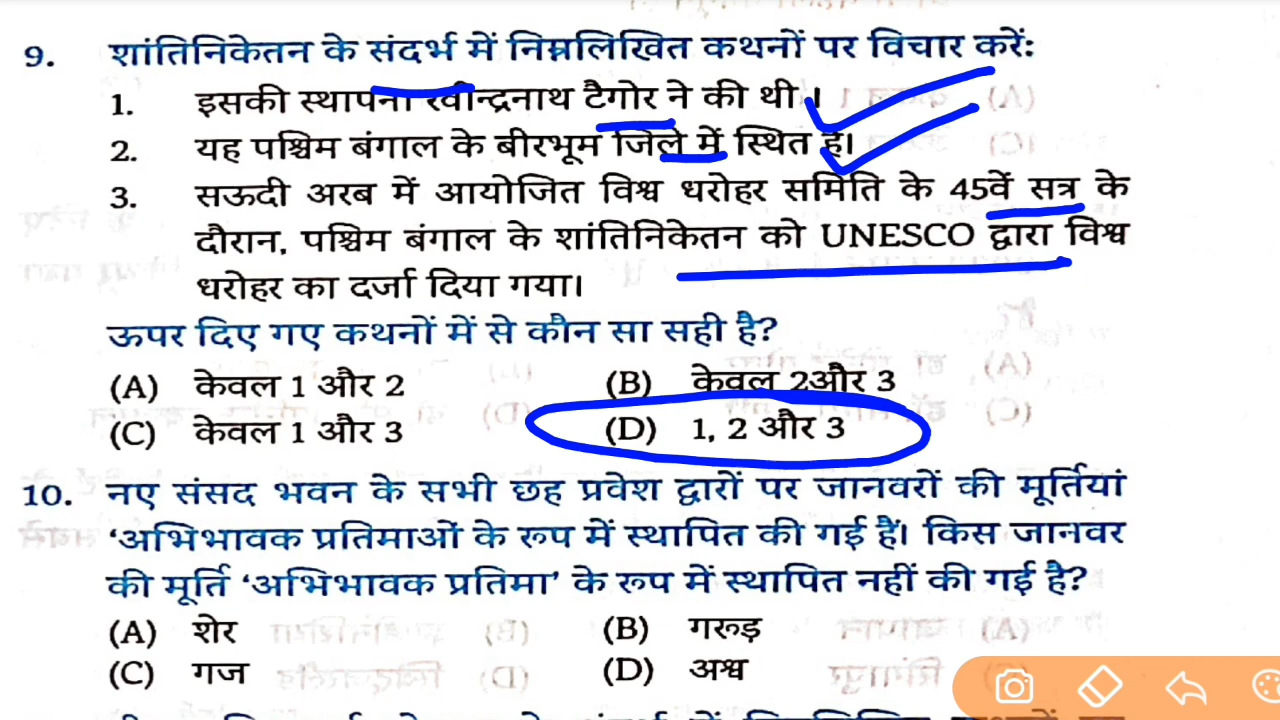 9. शांतिनिकेतन के संदर्भ में निम्नलिखित कथनों पर विचार करें:
1. इसकी स्थापना रवीन्द्रनाथ टैगोर ने की थी ।
2. यह पश्चिम बंगाल के बीरभूम जिले में स्थित है।
3. सऊदी अरब में आयोजित विश्व धरोहर समिति के 45वें सत्र के
दौरान, पश्चिम बंगाल के शांतिनिकेतन को UNESCO द्वारा विश्व
धरोहर का दर्जा दिया गया।
ऊपर दिए गए कथनों में से कौन सा सही है?
(A) केवल 1 और 2 (B) केवल 2और 3
(C) केवल 1 और 3 (D) 1, 2 और 3
10. नए संसद भवन के सभी छह प्रवेश द्वारों पर जानवरों की मूर्तियां
‘अभिभावक प्रतिमाओं के रूप में स्थापित की गई हैं। किस जानवर
की मूर्ति ‘अभिभावक प्रतिमा’ के रूप में स्थापित नहीं की गई है?
(A) शेर (B) गरूड़
(C) गज (D) अश्व